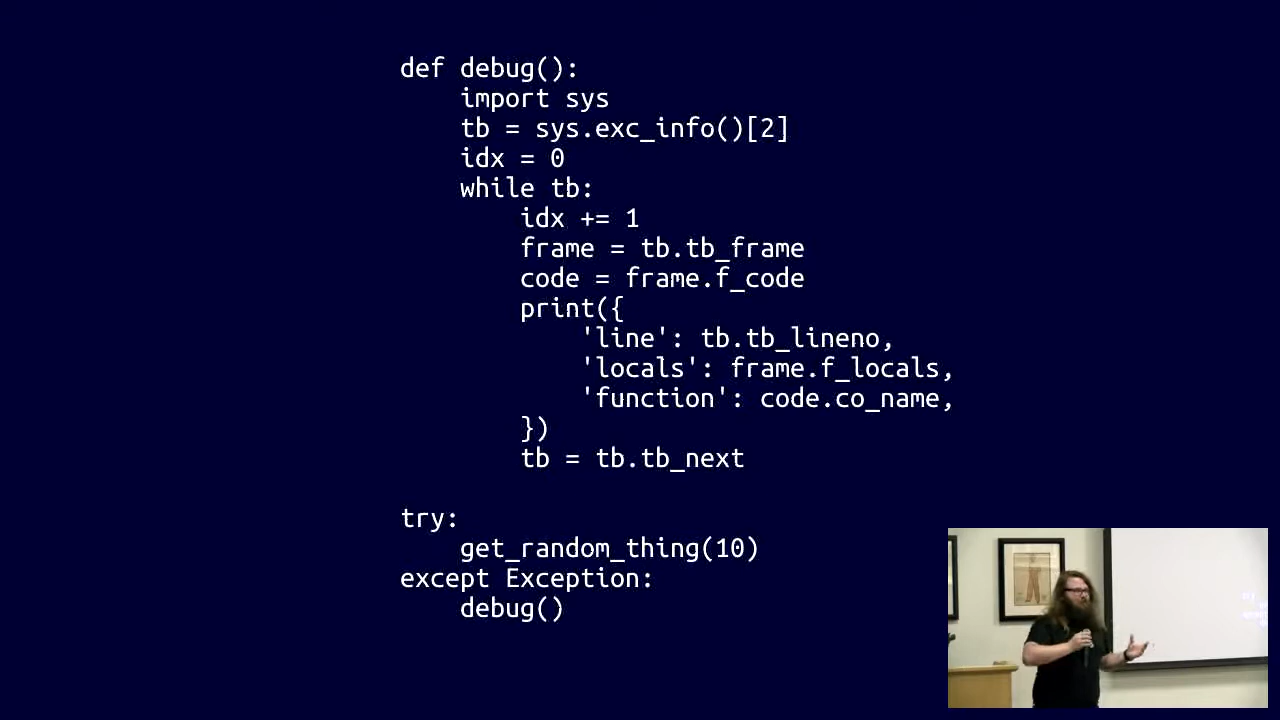 def debug():
    import sys
    tb = sys.exc_info()[2]
    idx = 0
    while tb:
        idx += 1
        frame = tb.tb_frame
        code = frame.f_code
        print({
            'line': tb.tb_lineno,
            'locals': frame.f_locals,
            'function': code.co_name,
        })
        tb = tb.tb_next
try:
    get_random_thing(10)
except Exception:
    debug()